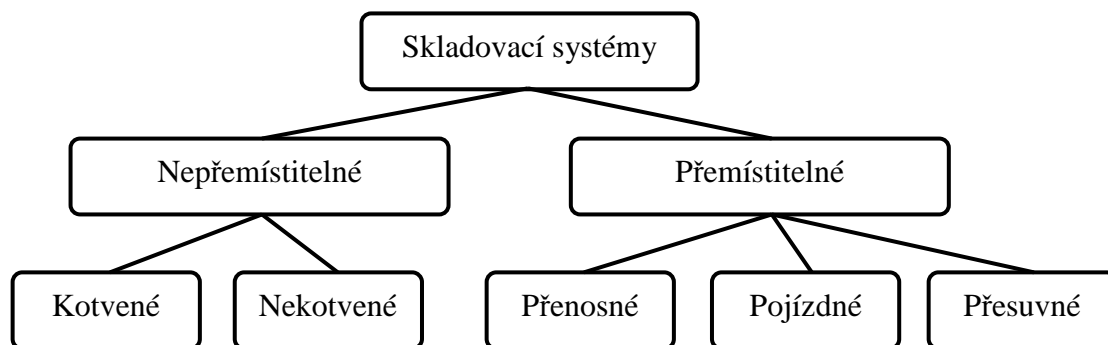 Skladovací systémy
Nepřemístitelné
Přemístitelné
Kotvené
Nekotvené
Přenosné
Pojízdné
Přesuvné